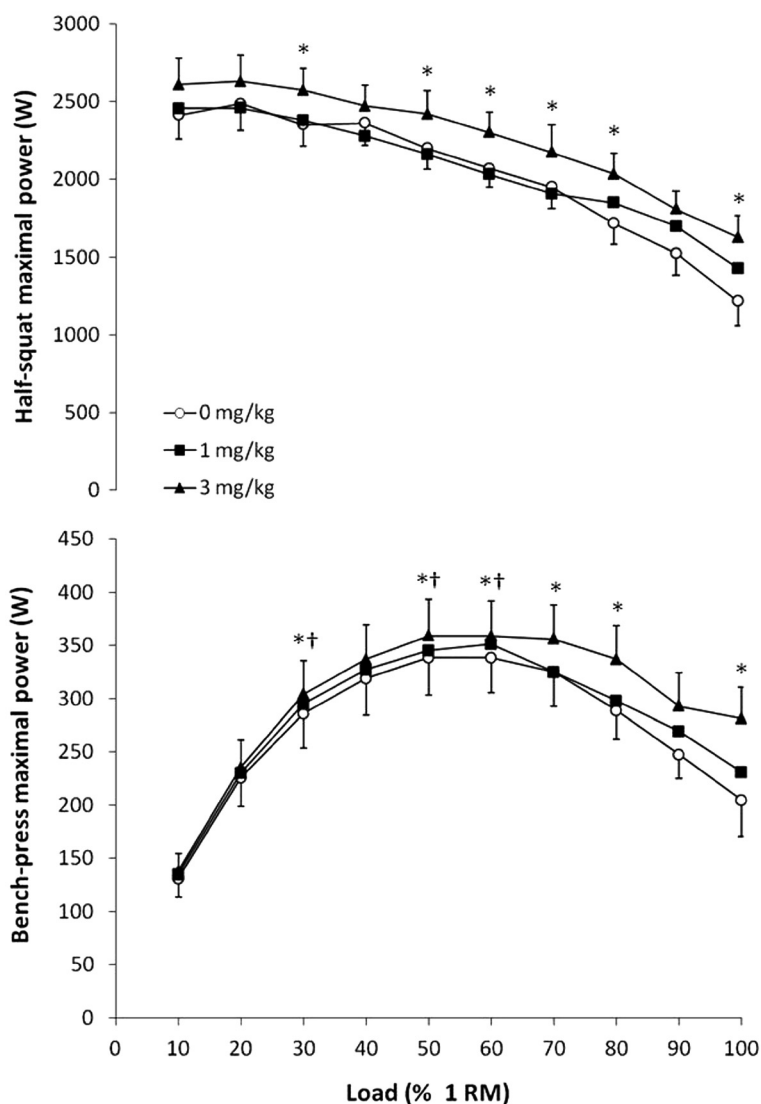 Half-squat maximal power (W)
3000
2500
2000
1500
1000
500
0
* * * * * *
0 mg/kg
1 mg/kg
3 mg/kg
Bench-press maximal power (W)
450
400
350
300
250
200
150
100
50
0
*† *† *† * * *
0 10 20 30 40 50 60 70 80 90 100
Load (% 1 RM)